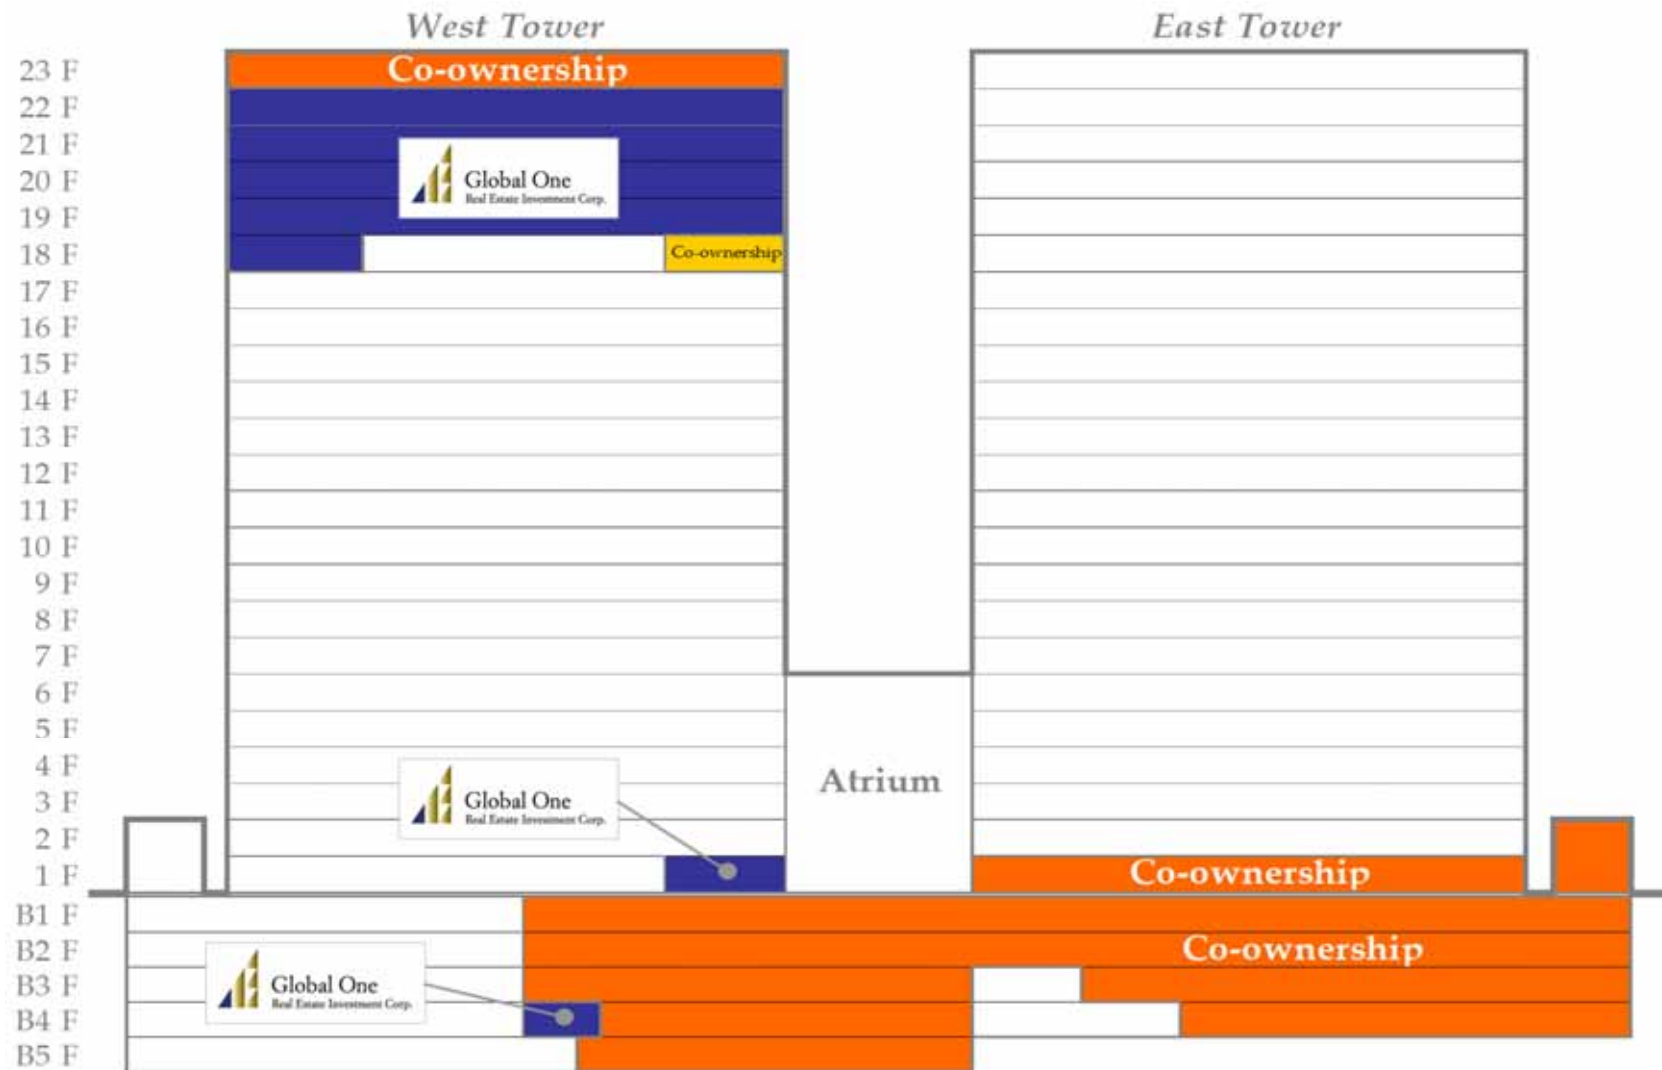 West Tower
East Tower
23 F
Co-ownership
22 F
21 F
20 F
Global One
Real Estate Investment Corp.
19 F
18 F
Co-ownership
17 F
16 F
15 F
14 F
13 F
12 F
11 F
10 F
9 F
8 F
7 F
6 F
5 F
4 F
Atrium
3 F
Global One
Real Estate Investment Corp.
2 F
1 F
Co-ownership
B1 F
B2 F
Co-ownership
B3 F
Global One
Real Estate Investment Corp.
B4 F
B5 F